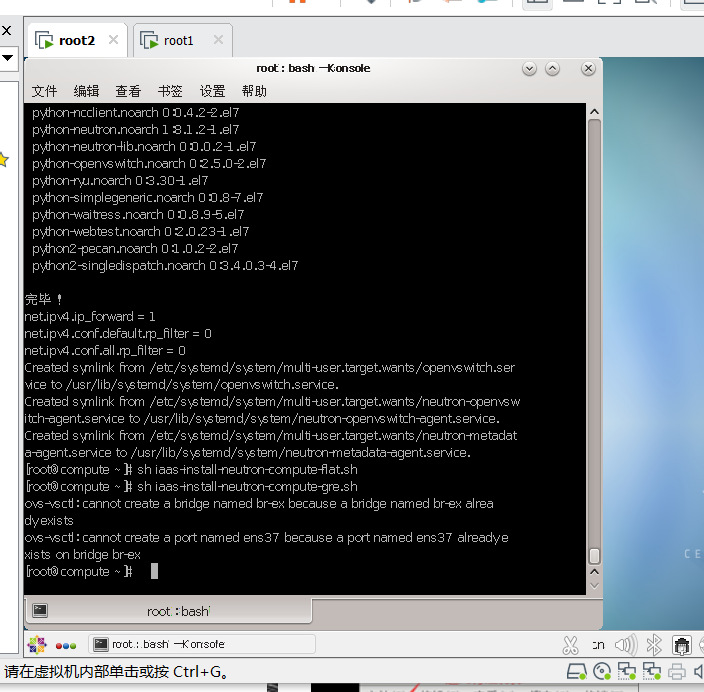 root2 × root1 ×
root : bash — Konsole
文件 编辑 查看 书签 设置 帮助
python-ncclient.noarch 0:0.4.2-2.el7
python-neutron.noarch 1:8.1.2-1.el7
python-neutron-lib.noarch 0:0.0.2-1.el7
python-openvswitch.noarch 0:2.5.0-2.el7
python-ryu.noarch 0:3.30-1.el7
python-simplegeneric.noarch 0:0.8-7.el7
python-waitress.noarch 0:0.8.9-5.el7
python-webtest.noarch 0:2.0.23-1.el7
python2-pecan.noarch 0:1.0.2-2.el7
python2-singledispatch.noarch 0:3.4.0.3-4.el7
完毕！
net.ipv4.ip_forward = 1
net.ipv4.conf.default.rp_filter = 0
net.ipv4.conf.all.rp_filter = 0
Created symlink from /etc/systemd/system/multi-user.target.wants/openvswitch.ser
vice to /usr/lib/systemd/system/openvswitch.service.
Created symlink from /etc/systemd/system/multi-user.target.wants/neutron-openvsw
itch-agent.service to /usr/lib/systemd/system/neutron-openvswitch-agent.service.
Created symlink from /etc/systemd/system/multi-user.target.wants/neutron-metadat
a-agent.service to /usr/lib/systemd/system/neutron-metadata-agent.service.
[root@compute ~]# sh iaas-install-neutron-compute-flat.sh
[root@compute ~]# sh iaas-install-neutron-compute-gre.sh
ovs-vsctl: cannot create a bridge named br-ex because a bridge named br-ex alrea
dy exists
ovs-vsctl: cannot create a port named ens37 because a port named ens37 already e
xists on bridge br-ex
[root@compute ~]#
CE
root : bash
root : bash — Konsole
en
请在虚拟机内部单击或按 Ctrl+G。